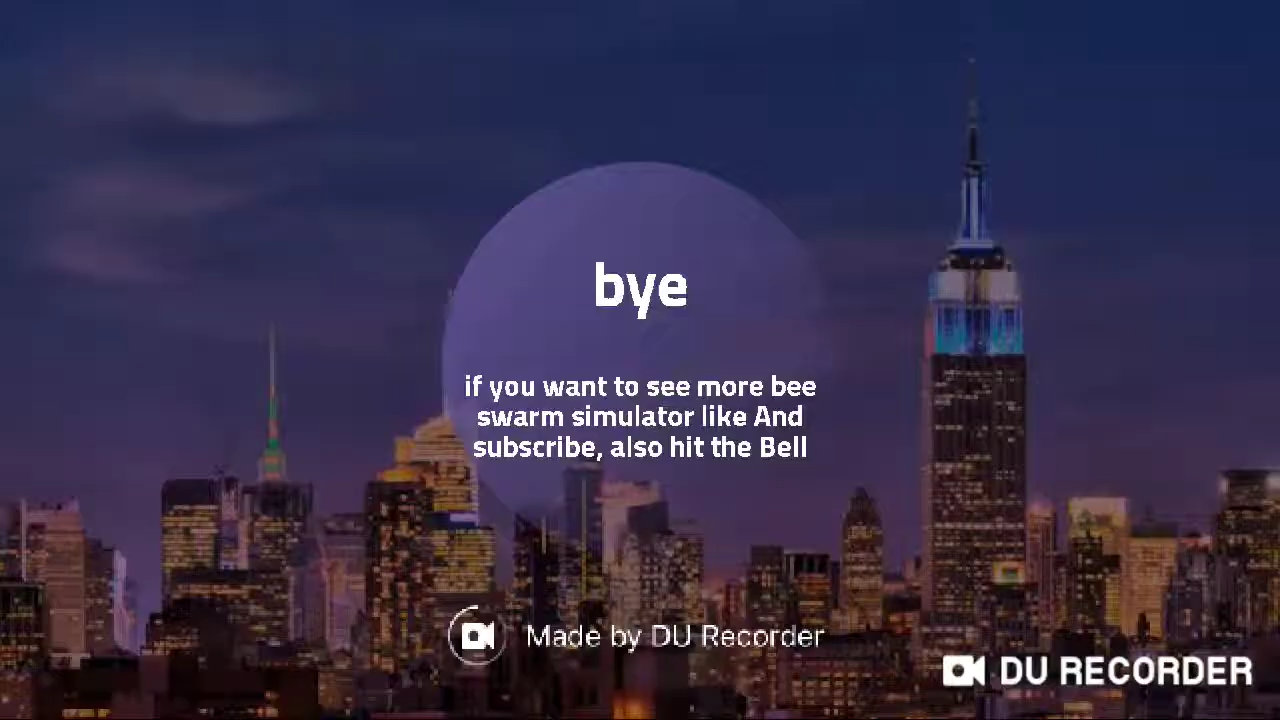 bye
if you want to see more bee
swarm simulator like And
subscribe, also hit the Bell
Made by DU Recorder
DU RECORDER